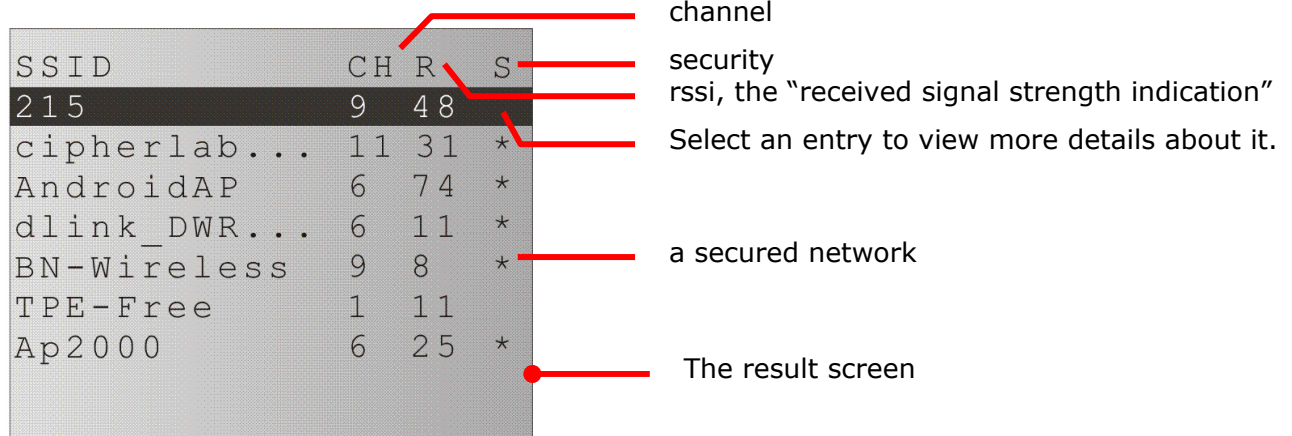 channel
SSID CH R S
security
215 9 48
rssi, the “received signal strength indication”
cipherlab... 11 31 *
Select an entry to view more details about it.
AndroidAP 6 74 *
dlink_DWR... 6 11 *
BN-Wireless 9 8 *
a secured network
TPE-Free 1 11
Ap2000 6 25 *
The result screen